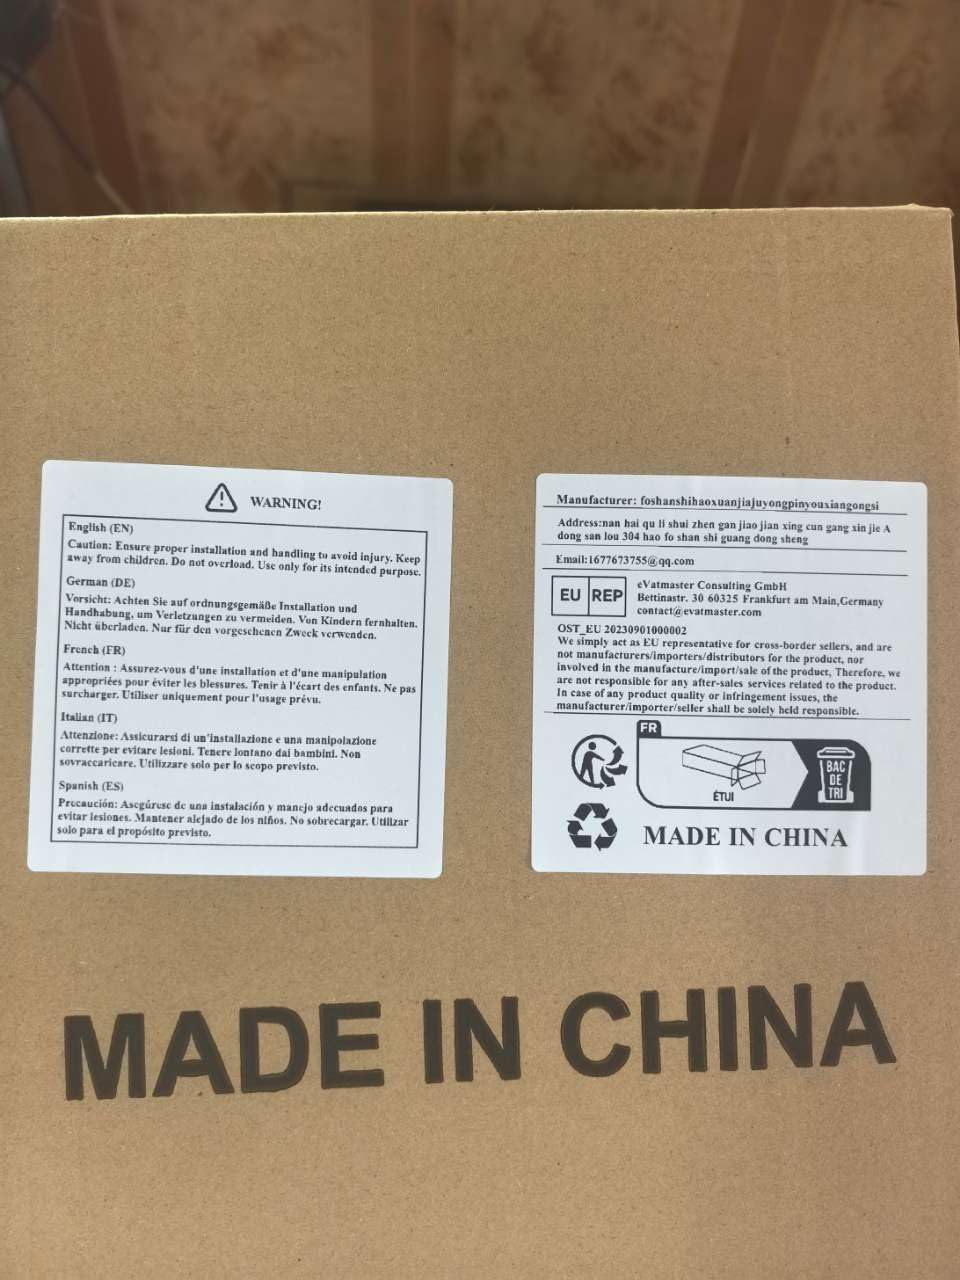 WARNING!
English (EN)
Caution: Ensure proper installation and handling to avoid injury. Keep
away from children. Do not overload. Use only for its intended purpose.
German (DE)
Vorsicht: Achten Sie auf ordnungsgemäße Installation und
Handhabung, um Verletzungen zu vermeiden. Von Kindern fernhalten.
Nicht überladen. Nur für den vorgesehenen Zweck verwenden.
French (FR)
Attention : Assurez-vous d'une installation et d'une manipulation
appropriées pour éviter les blessures. Tenir à l'écart des enfants. Ne pas
surcharger. Utiliser uniquement pour l'usage prévu.
Italian (IT)
Attenzione: Assicurarsi di un'installazione e una manipolazione
corrette per evitare lesioni. Tenere lontano dai bambini. Non
sovraccaricare. Utilizzare solo per lo scopo previsto.
Spanish (ES)
Precaución: Asegúrese de una instalación y manejo adecuados para
evitar lesiones. Mantener alejado de los niños. No sobrecargar. Utilizar
solo para el propósito previsto.
Manufacturer: foshanshihaoxuanjiajuyongpinyouxiangongsi
Address:nan hai qu li shui zhen gan jiao jian xing cun gang xin jie A
dong san lou 304 hao fo shan shi guang dong sheng
Email:1677673755@qq.com
EU REP
eVatmaster Consulting GmbH
Bettinastr. 30 60325 Frankfurt am Main,Germany
contact@evatmaster.com
OST_EU 20230901000002
We simply act as EU representative for cross-border sellers, and are
not manufacturers/importers/distributors for the product, nor
involved in the manufacture/import/sale of the product, Therefore, we
are not responsible for any after-sales services related to the product.
In case of any product quality or infringement issues, the
manufacturer/importer/seller shall be solely held responsible.
FR
ÉTUI
BAC
DE
TRI
MADE IN CHINA
MADE IN CHINA